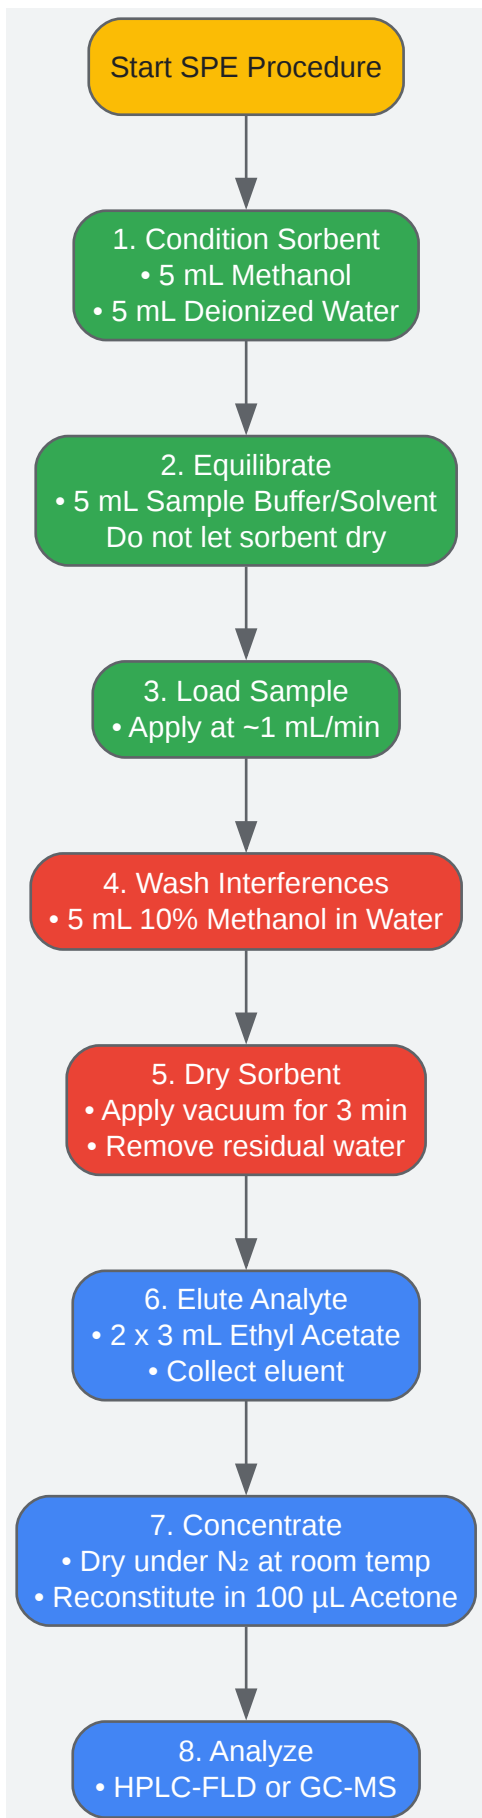 Start SPE Procedure
1. Condition Sorbent
• 5 mL Methanol
• 5 mL Deionized Water
2. Equilibrate
• 5 mL Sample Buffer/Solvent
Do not let sorbent dry
3. Load Sample
• Apply at ~1 mL/min
4. Wash Interferences
• 5 mL 10% Methanol in Water
5. Dry Sorbent
• Apply vacuum for 3 min
• Remove residual water
6. Elute Analyte
• 2 x 3 mL Ethyl Acetate
• Collect eluent
7. Concentrate
• Dry under N₂ at room temp
• Reconstitute in 100 µL Acetone
8. Analyze
• HPLC-FLD or GC-MS